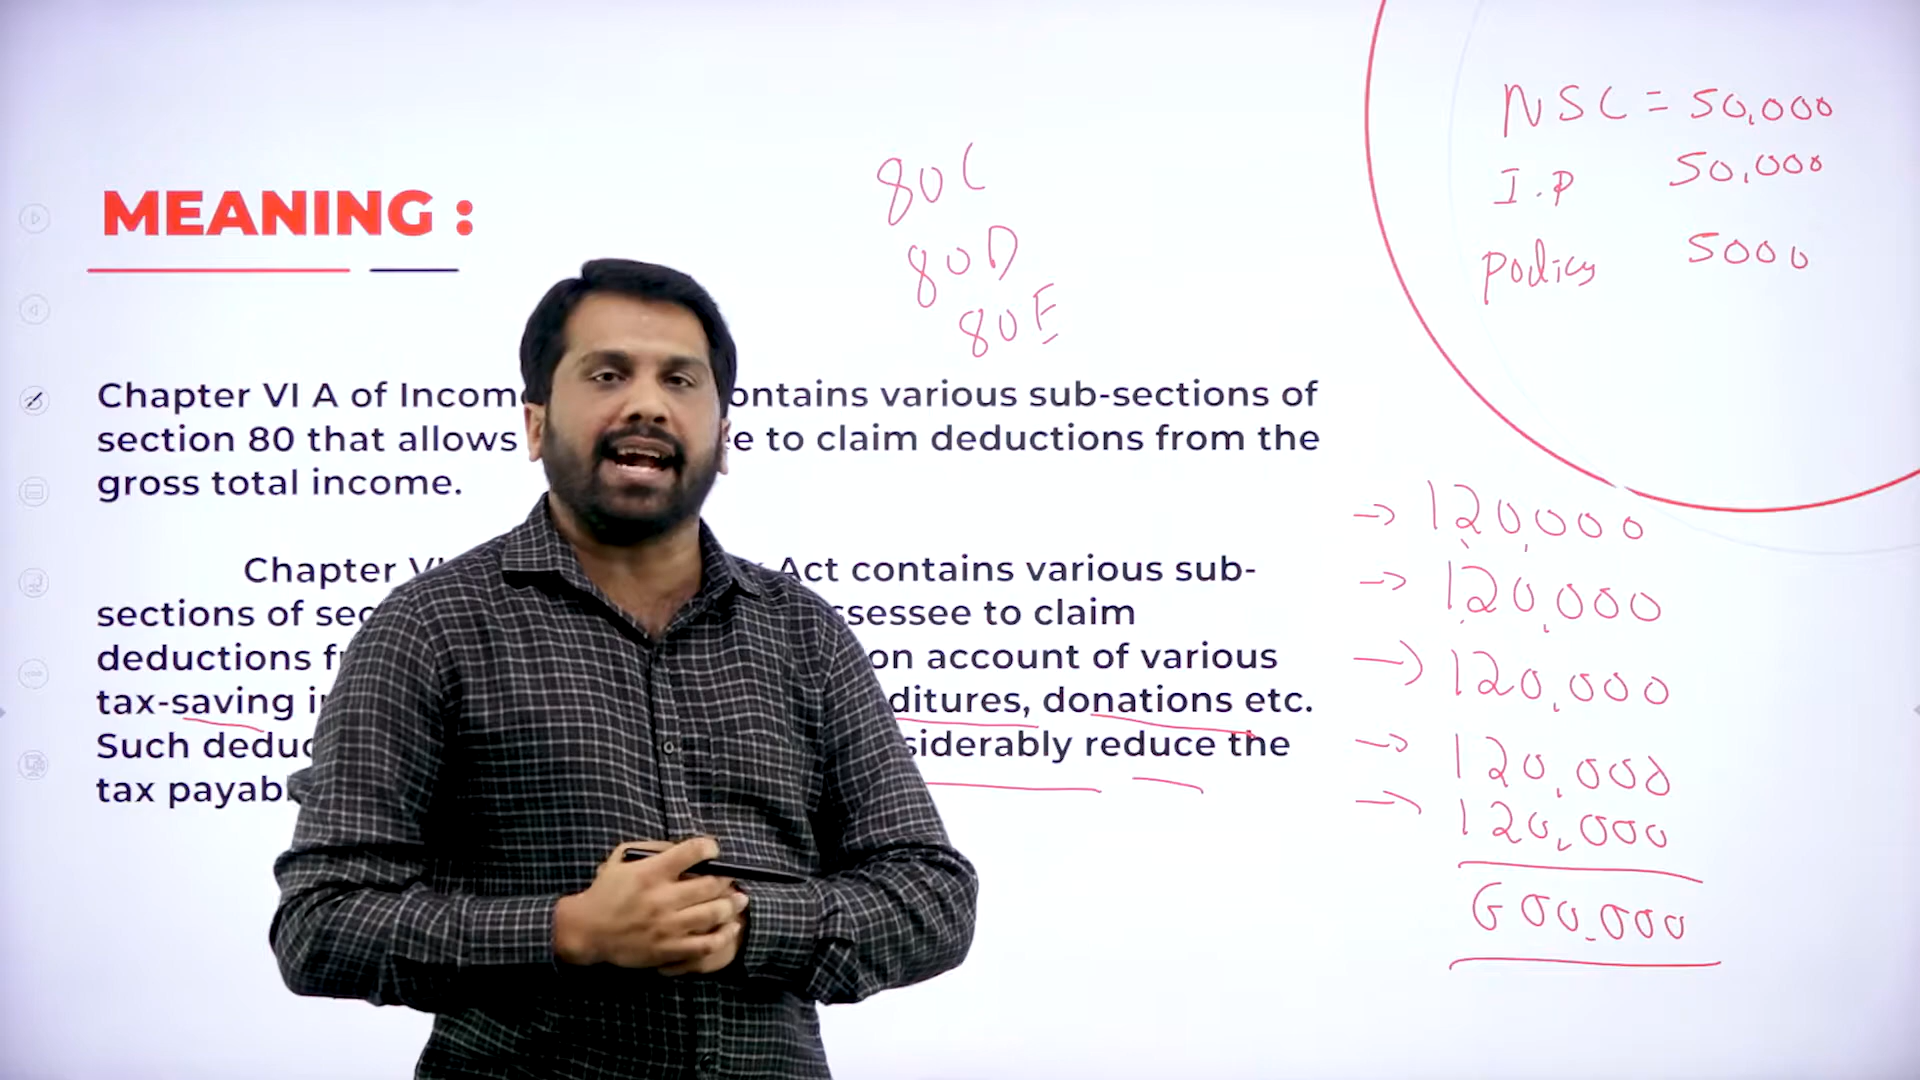 MEANING :
Chapter VI A of Incom ontains various sub-sections of
section 80 that allows e to claim deductions from the
gross total income.
Chapter V Act contains various sub-
sections of sec ssessee to claim
deductions f on account of various
tax-saving i ditures, donations etc.
Such deduc siderably reduce the
tax payabl
80C
80D
80E
NSC = 50,000
I.P 50,000
policy 5000
→ 120,000
→ 120,000
→ 120,000
→ 120,000
→ 120,000
600,000